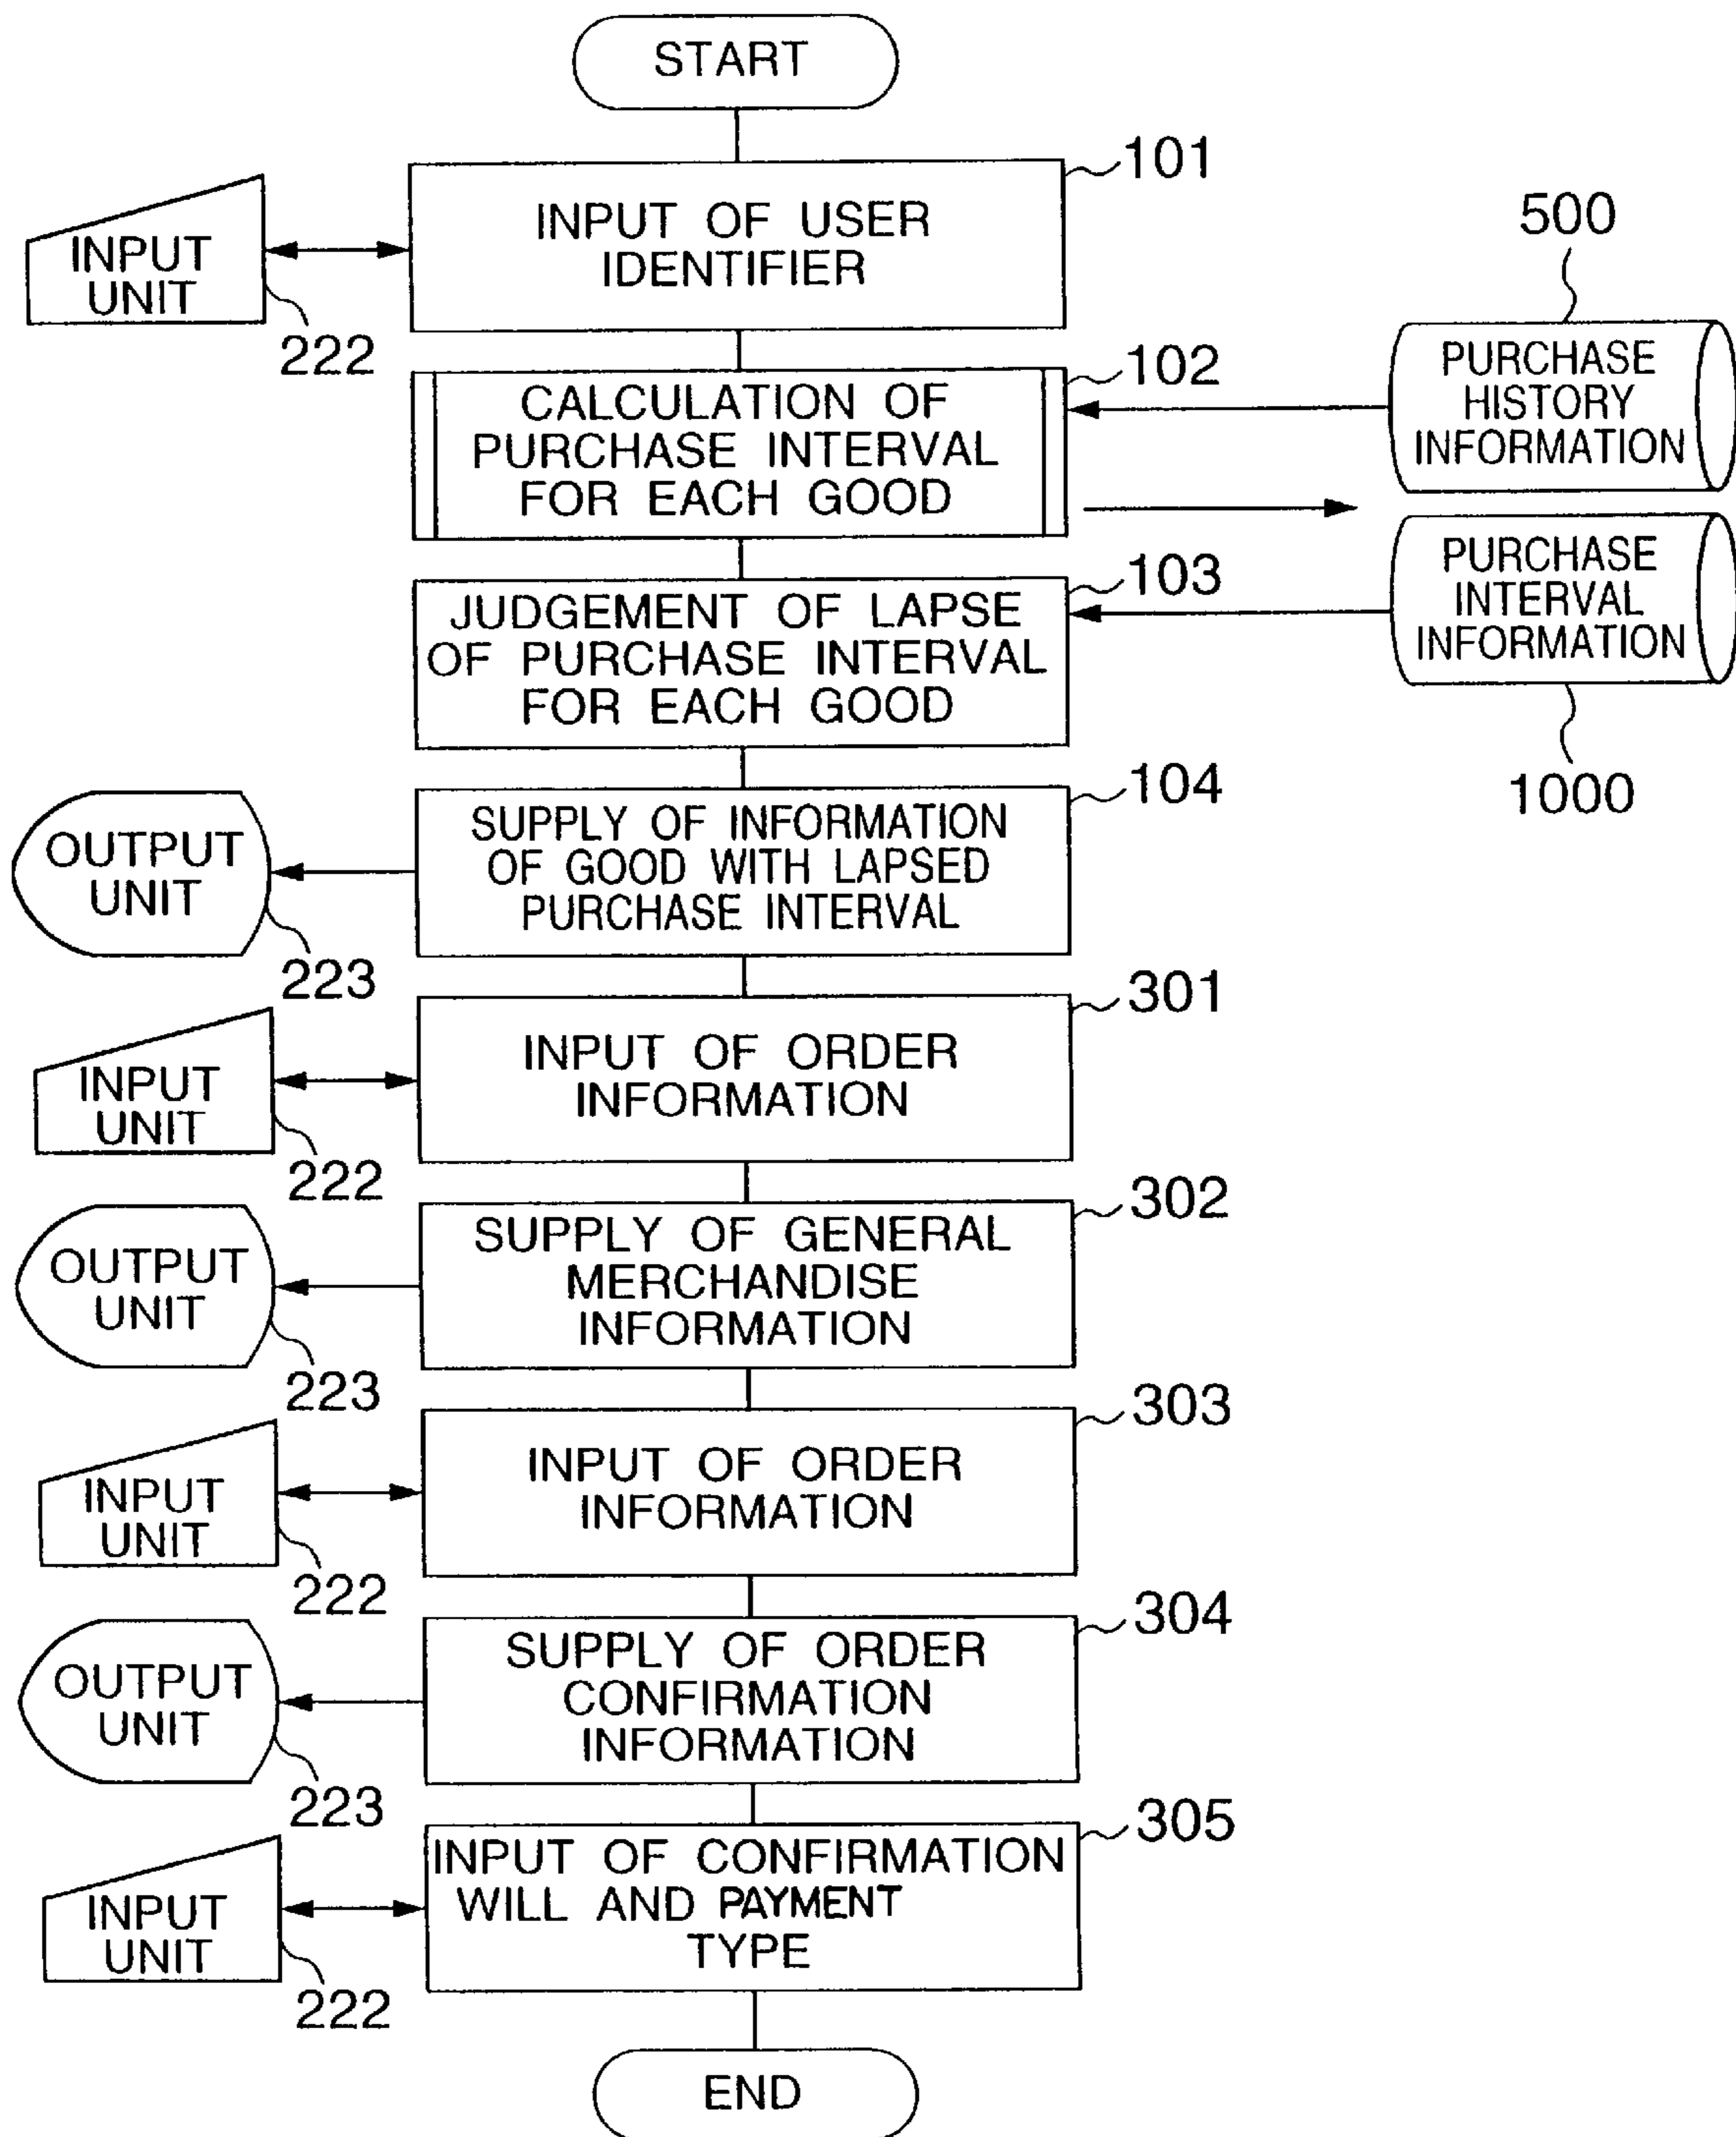 START
101
INPUT OF USER
IDENTIFIER
INPUT
UNIT
222
500
102
CALCULATION OF
PURCHASE INTERVAL
FOR EACH GOOD
PURCHASE
HISTORY
INFORMATION
103
JUDGEMENT OF LAPSE
OF PURCHASE INTERVAL
FOR EACH GOOD
PURCHASE
INTERVAL
INFORMATION
1000
104
SUPPLY OF INFORMATION
OF GOOD WITH LAPSED
PURCHASE INTERVAL
OUTPUT
UNIT
223
301
INPUT OF ORDER
INFORMATION
INPUT
UNIT
222
302
SUPPLY OF GENERAL
MERCHANDISE
INFORMATION
OUTPUT
UNIT
223
303
INPUT OF ORDER
INFORMATION
INPUT
UNIT
222
304
SUPPLY OF ORDER
CONFIRMATION
INFORMATION
OUTPUT
UNIT
223
305
INPUT OF CONFIRMATION
WILL AND PAYMENT
TYPE
INPUT
UNIT
222
END